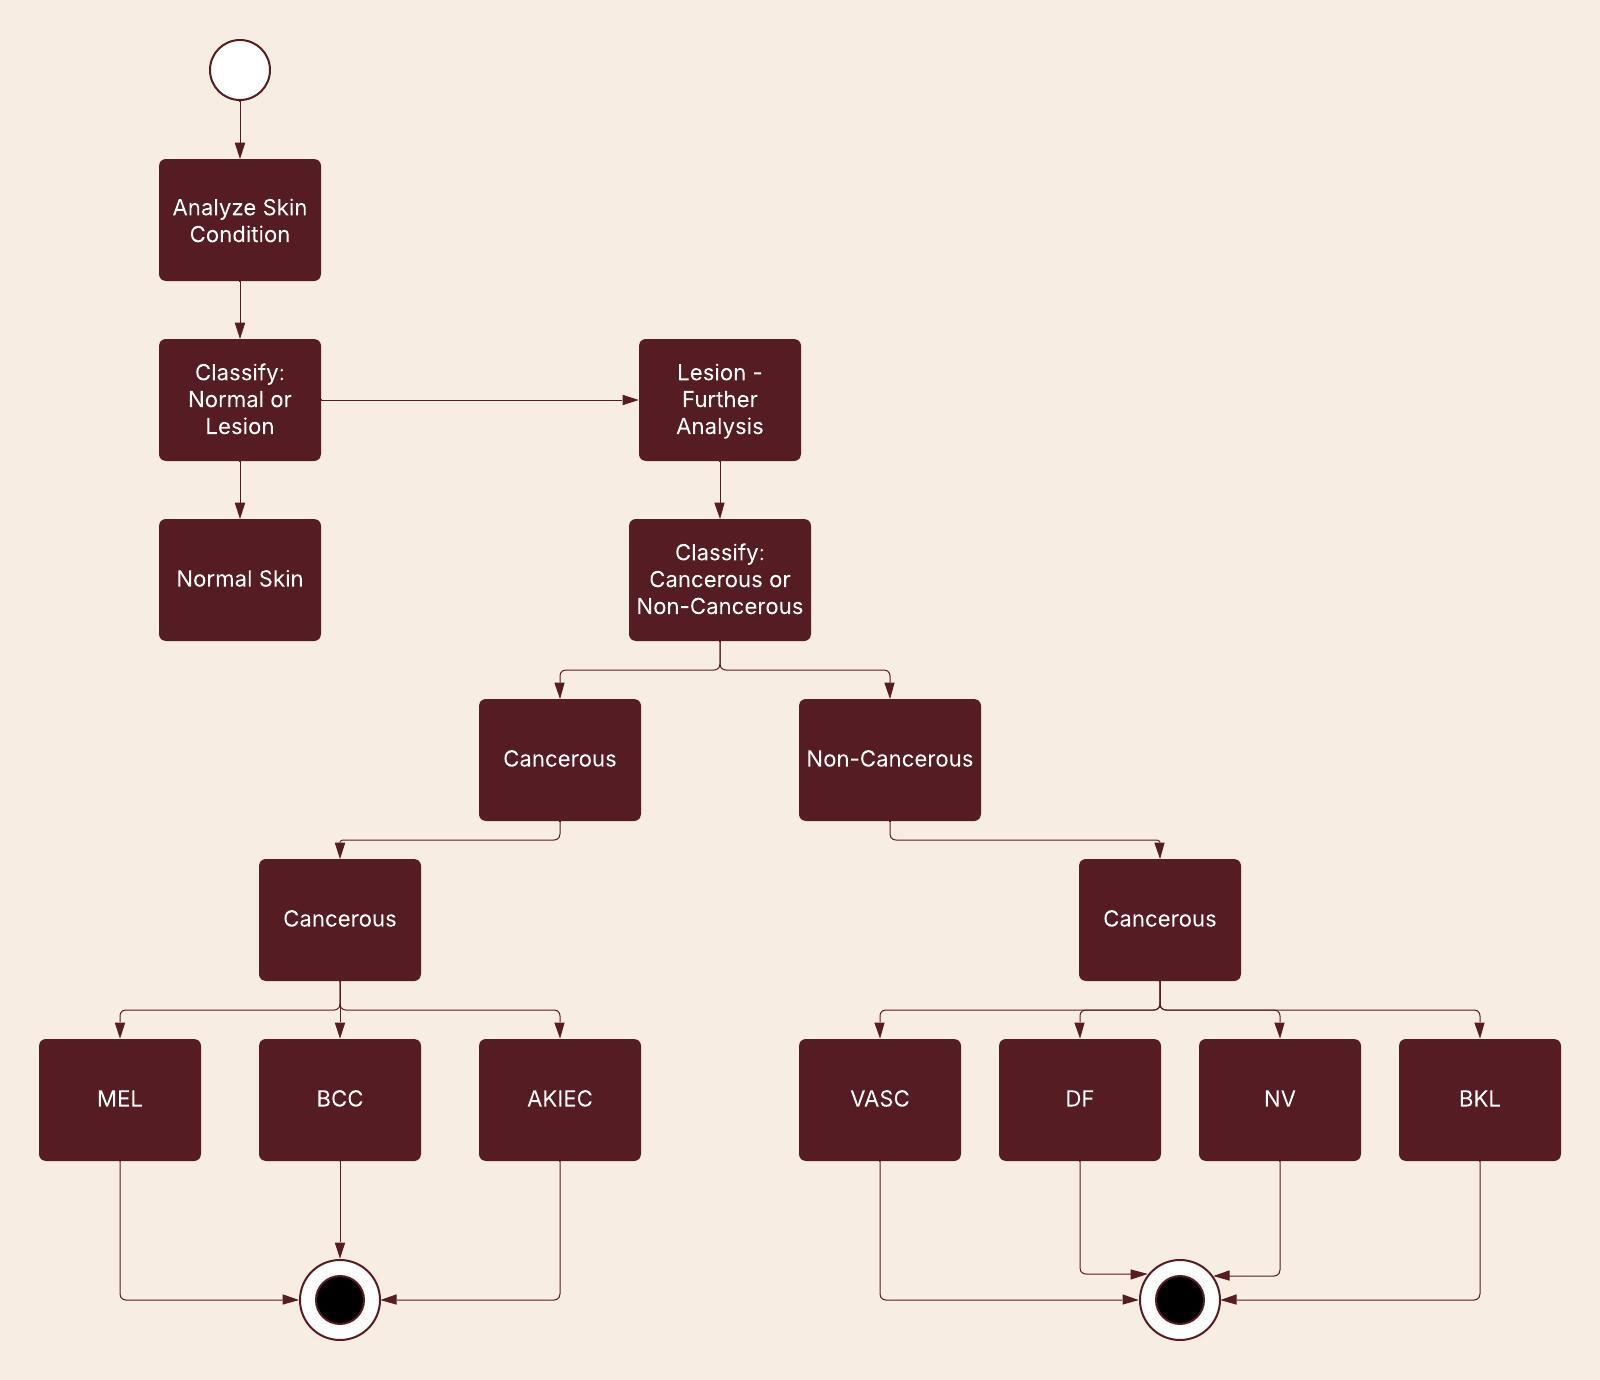 Analyze Skin
Condition
Classify:
Normal or
Lesion
Lesion -
Further
Analysis
Normal Skin
Classify:
Cancerous or
Non-Cancerous
Cancerous
Non-Cancerous
Cancerous
Cancerous
MEL
BCC
AKIEC
VASC
DF
NV
BKL